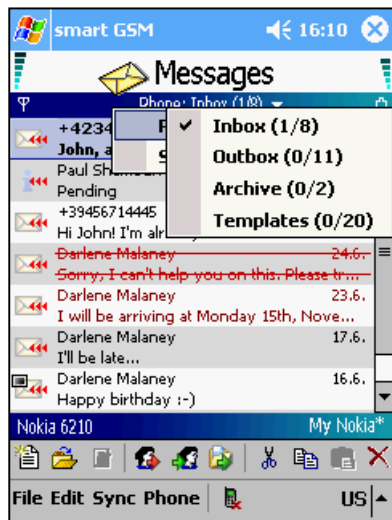 smart GSM 16:10
Messages
Phone: Inbox (1/8)
+4234
John, a
Inbox (1/8)
Outbox (0/11)
Archive (0/2)
Templates (0/20)
Paul
Pending
+39456714445
Hi John! I'm
Darlene Malaney 24.6.
Sorry, I can't help you on this. Please tr...
Darlene Malaney 23.6.
I will be arriving at Monday 15th, Nove...
Darlene Malaney 17.6.
I'll be late...
Darlene Malaney 16.6.
Happy birthday :-)
Nokia 6210 My Nokia*
File Edit Sync Phone US